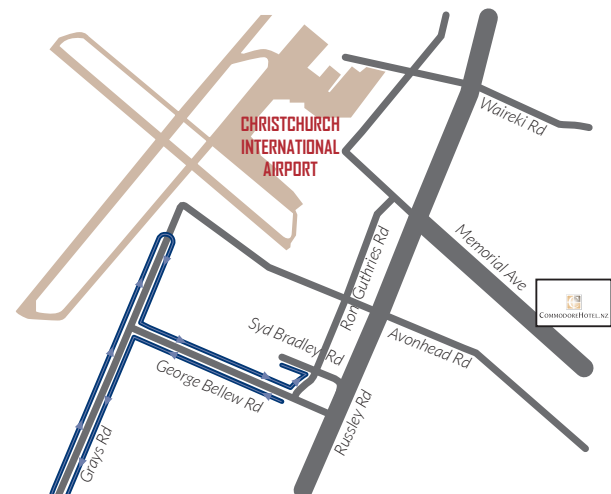 CHRISTCHURCH
INTERNATIONAL
AIRPORT
Waireki Rd
Memorial Ave
Ron Guthries Rd
COMMODOREHOTEL.NZ
Syd Bradley Rd
Avonhead Rd
George Bellew Rd
Russley Rd
Grays Rd